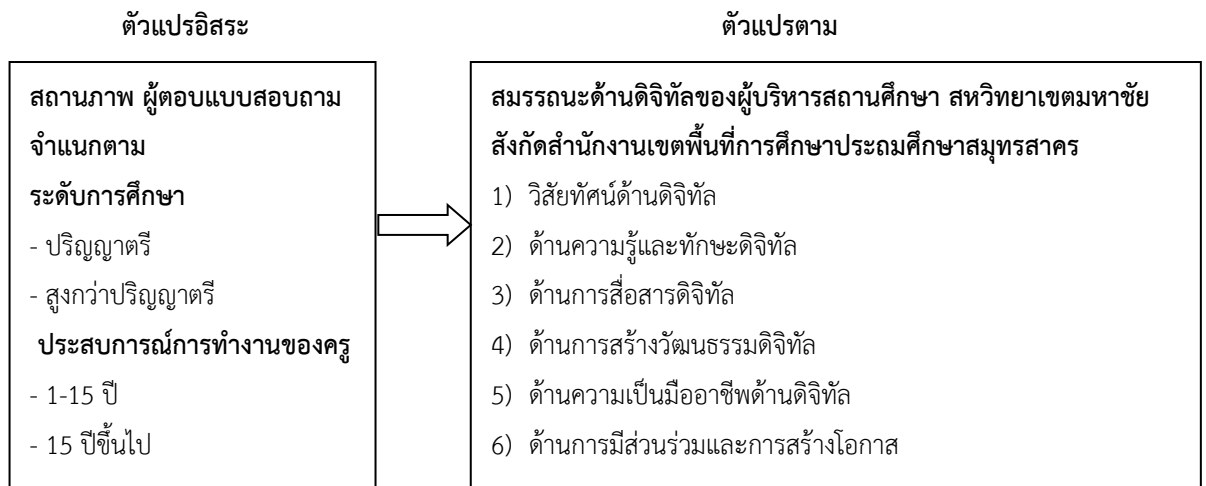 ตัวแปรอิสระ
ตัวแปรตาม
สถานภาพ ผู้ตอบแบบสอบถาม
จำแนกตาม
ระดับการศึกษา
- ปริญญาตรี
- สูงกว่าปริญญาตรี
ประสบการณ์การทำงานของครู
- 1-15 ปี
- 15 ปีขึ้นไป
สมรรถนะด้านดิจิทัลของผู้บริหารสถานศึกษา สหวิทยาเขตมหาชัย
สังกัดสำนักงานเขตพื้นที่การศึกษาประถมศึกษาสมุทรสาคร
1) วิสัยทัศน์ด้านดิจิทัล
2) ด้านความรู้และทักษะดิจิทัล
3) ด้านการสื่อสารดิจิทัล
4) ด้านการสร้างวัฒนธรรมดิจิทัล
5) ด้านความเป็นมืออาชีพด้านดิจิทัล
6) ด้านการมีส่วนร่วมและการสร้างโอกาส